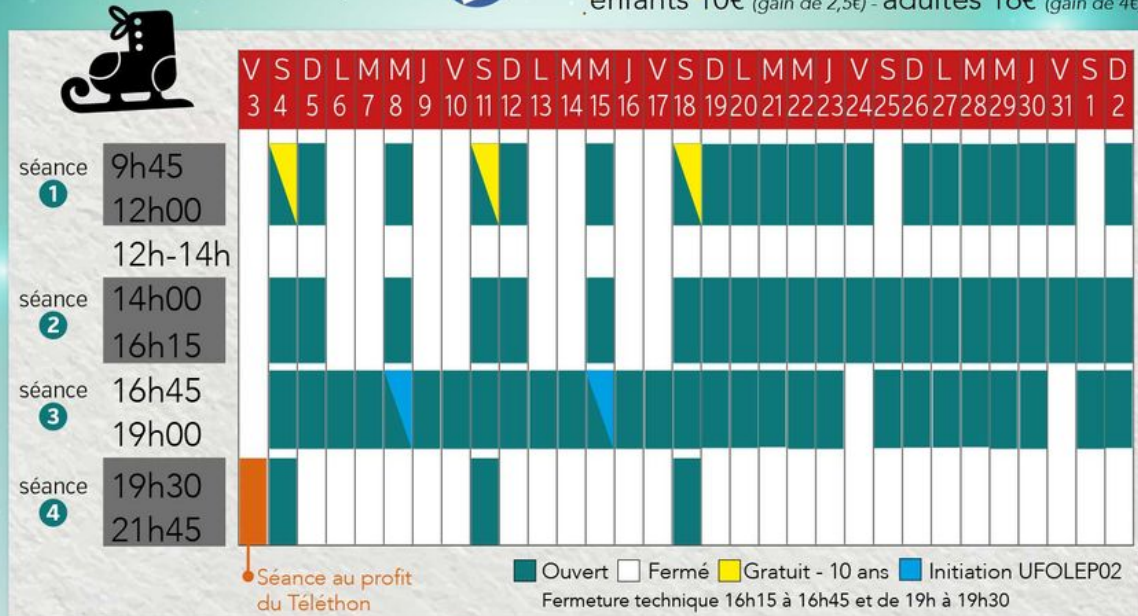 enfants 10€ (gain de 2,5€) - adultes (gain de 4€
V S D L M M J V S D L M M J V S D L M M J V S D L M M J V S D
3 4 5 6 7 8 9 10 11 12 13 14 15 16 17 18 19 20 21 22 23 24 25 26 27 28 29 30 31 1 2
séance 1 9h45
12h00
12h-14h
séance 2 14h00
16h15
séance 3 16h45
19h00
séance 4 19h30
21h45
Séance au profit
du Téléthon
Ouvert Fermé Gratuit - 10 ans Initiation UFOLEP02
Fermeture technique 16h15 à 16h45 et de 19h à 19h30